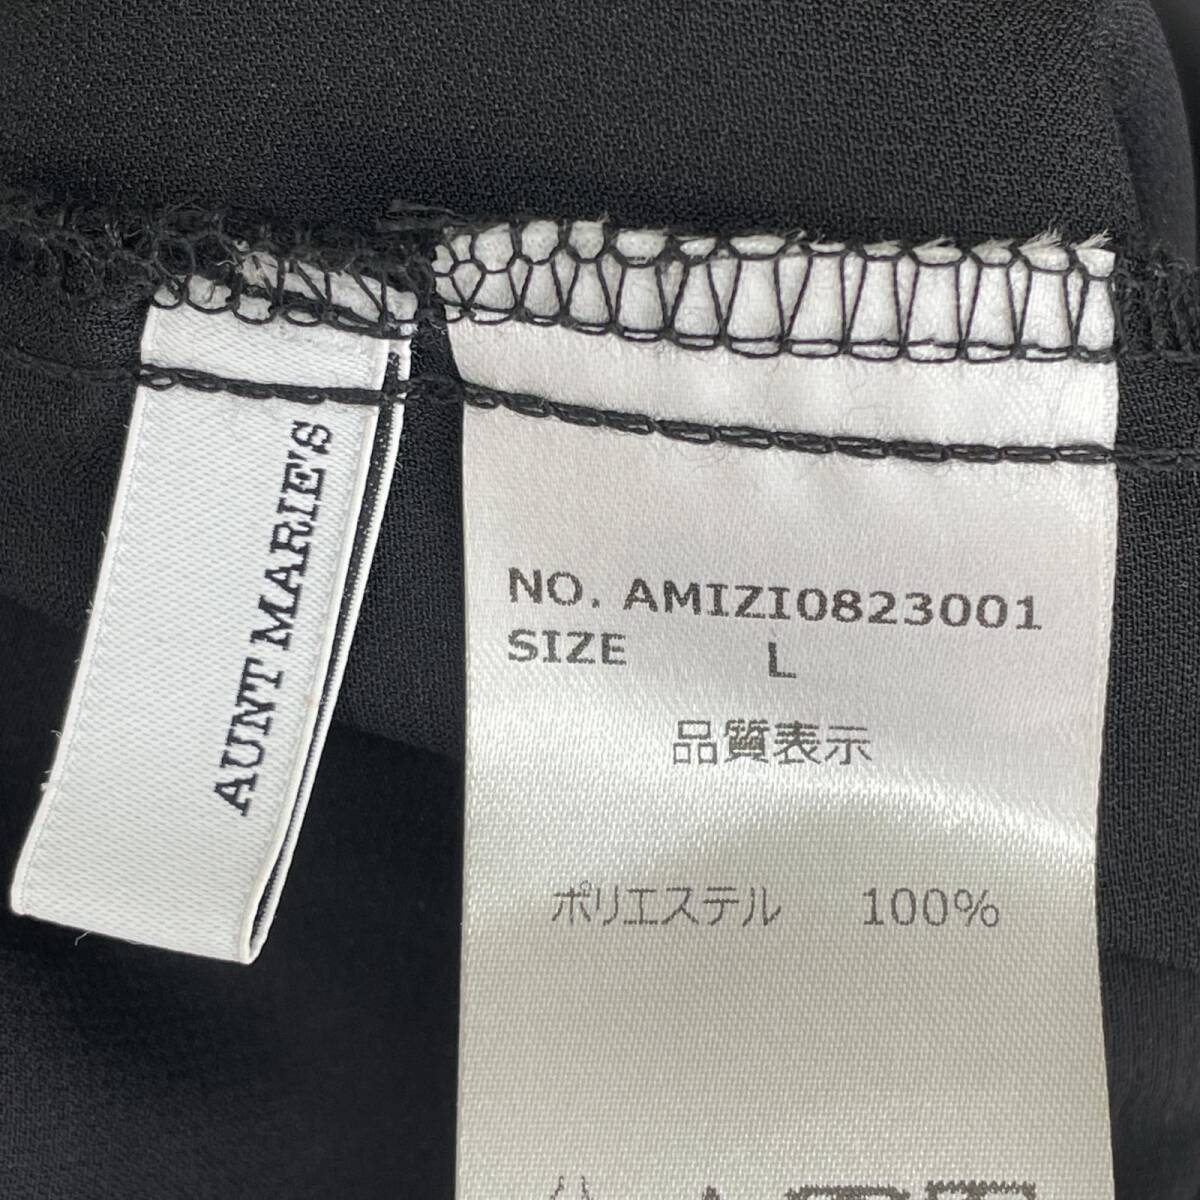 AUNT MARIE'S
NO. AMIZI0823001
SIZE L
品質表示
ポリエステル 100%